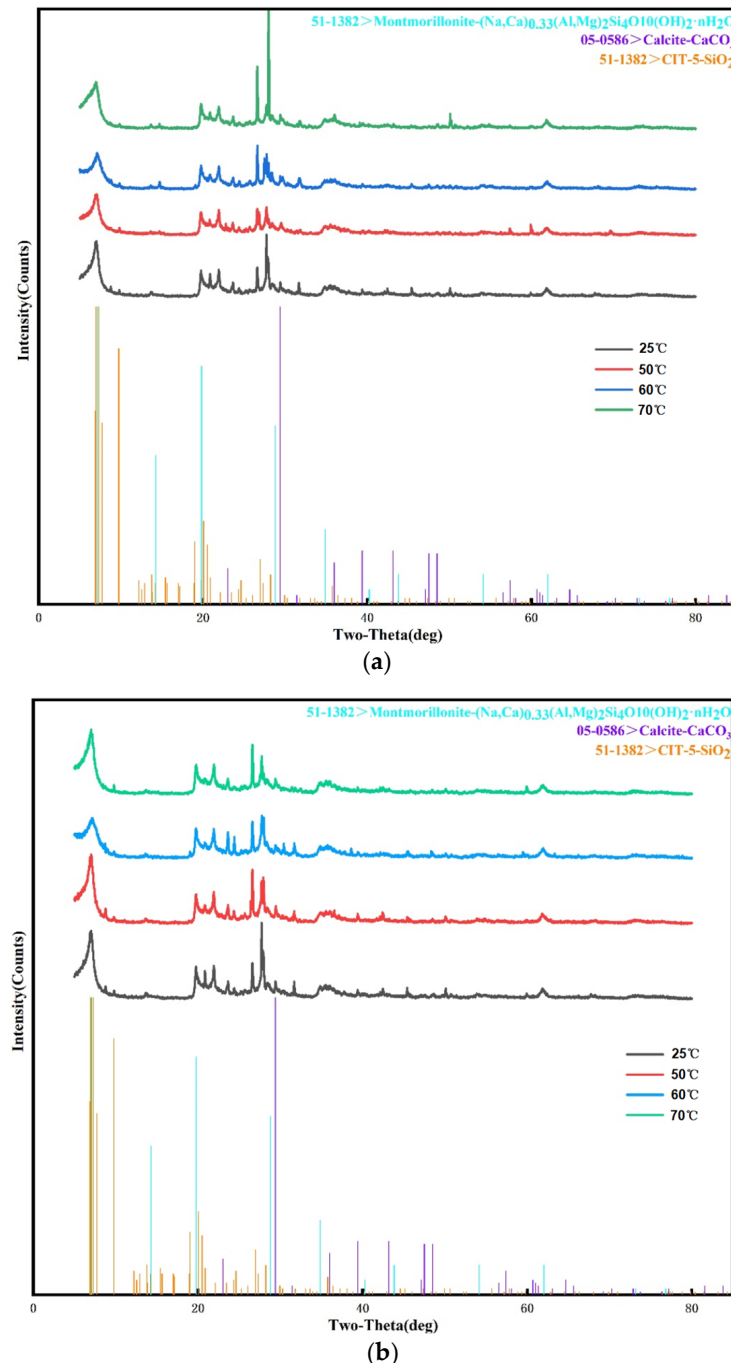 51-1382>Montmorillonite-(Na,Ca)0.33(Al,Mg)2Si4O10(OH)2·nH2O
05-0586>Calcite-CaCO3
51-1382>CIT-5-SiO2
Intensity(Counts)
25℃
50℃
60℃
70℃
0 20 40 60 80
Two-Theta(deg)
(a)
51-1382>Montmorillonite-(Na,Ca)0.33(Al,Mg)2Si4O10(OH)2·nH2O
05-0586>Calcite-CaCO3
51-1382>CIT-5-SiO2
Intensity(Counts)
25℃
50℃
60℃
70℃
0 20 40 60 80
Two-Theta(deg)
(b)